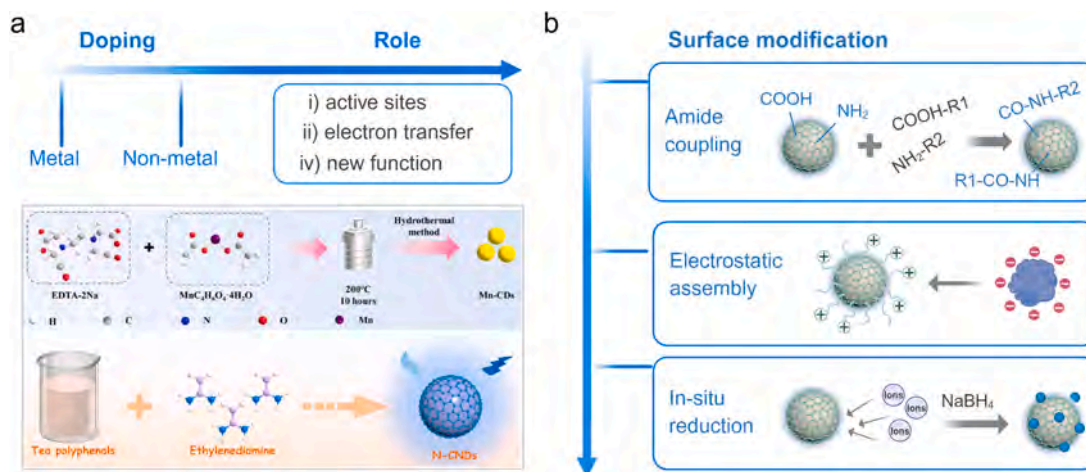 a
Doping
Role
Metal
Non-metal
i) active sites
ii) electron transfer
iv) new function
EDTA-2Na
+
MnC₄H₆O₄·4H₂O
200°C
10 hours
Hydrothermal
method
Mn-CDs
H
C
N
O
Mn
Tea polyphenols
+
Ethylenediamine
N-CNDs
b
Surface modification
Amide
coupling
COOH
NH₂
+
COOH-R1
NH₂-R2
CO-NH-R2
R1-CO-NH
Electrostatic
assembly
In-situ
reduction
Ions
Ions
Ions
NaBH₄